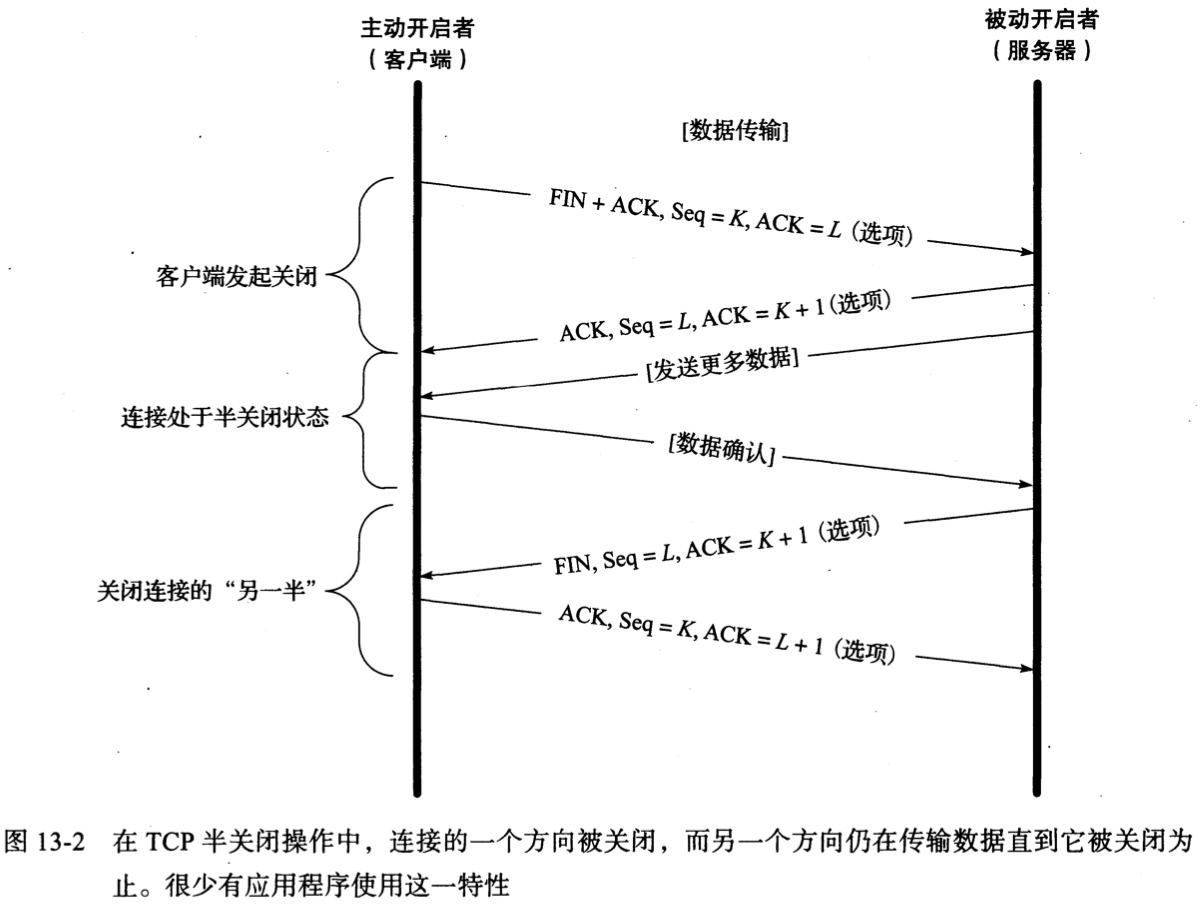 主动开启者
（客户端）
被动开启者
（服务器）
[数据传输]
FIN + ACK, Seq = K, ACK = L (选项)
客户端发起关闭
ACK, Seq = L, ACK = K + 1(选项)
[发送更多数据]
连接处于半关闭状态
[数据确认]
FIN, Seq = L, ACK = K + 1 (选项)
关闭连接的“另一半”
ACK, Seq = K, ACK = L + 1 (选项)
图 13-2 在 TCP 半关闭操作中，连接的一个方向被关闭，而另一个方向仍在传输数据直到它被关闭为
止。很少有应用程序使用这一特性